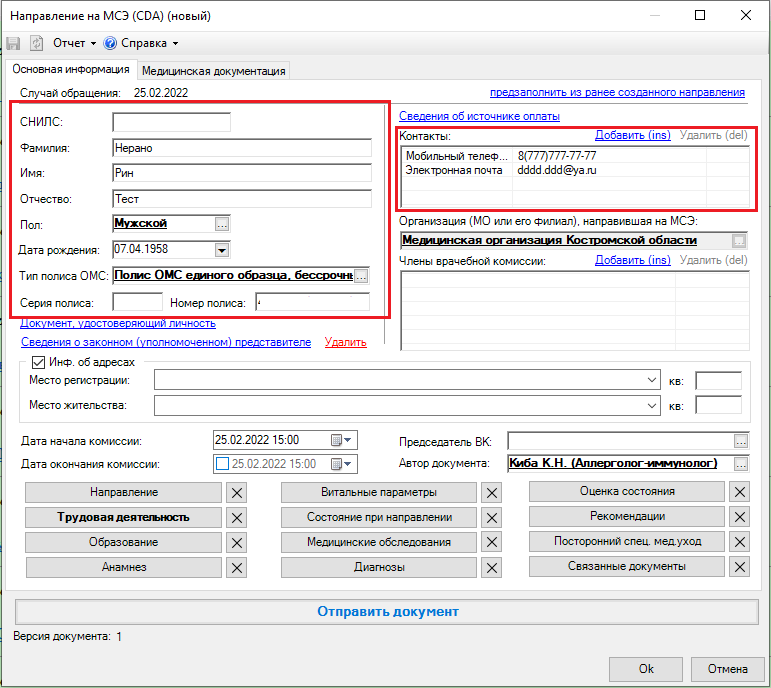 Направление на МСЭ (CDA) (новый)
Отчет Справка
Основная информация Медицинская документация
Случай обращения: 25.02.2022 предзаполнить из ранее созданного направления
Сведения об источнике оплаты
СНИЛС:
Контакты: Добавить (ins) Удалить (del)
Фамилия: Нерано
Мобильный телеф... 8(777)777-77-77
Имя: Рин
Электронная почта dddd.ddd@ya.ru
Отчество: Тест
Пол: Мужской ...
Организация (МО или его филиал), направившая на МСЭ:
Дата рождения: 07.04.1958
Медицинская организация Костромской области ...
Члены врачебной комиссии: Добавить (ins) Удалить (del)
Тип полиса ОМС: Полис ОМС единого образца, бессрочн ...
Серия полиса: Номер полиса:
Документ, удостоверяющий личность
Сведения о законном (уполномоченном) представителе Удалить
Инф. об адресах
Место регистрации: кв:
Место жительства: кв:
Дата начала комиссии: 25.02.2022 15:00 Председатель ВК: ...
Дата окончания комиссии: 25.02.2022 15:00 Автор документа: Киба К.Н. (Аллерголог-иммунолог) ...
Направление Витальные параметры Оценка состояния
Трудовая деятельность Состояние при направлении Рекомендации
Образование Медицинские обследования Посторонний спец. мед.уход
Анамнез Диагнозы Связанные документы
Отправить документ
Версия документа: 1
Ok Отмена